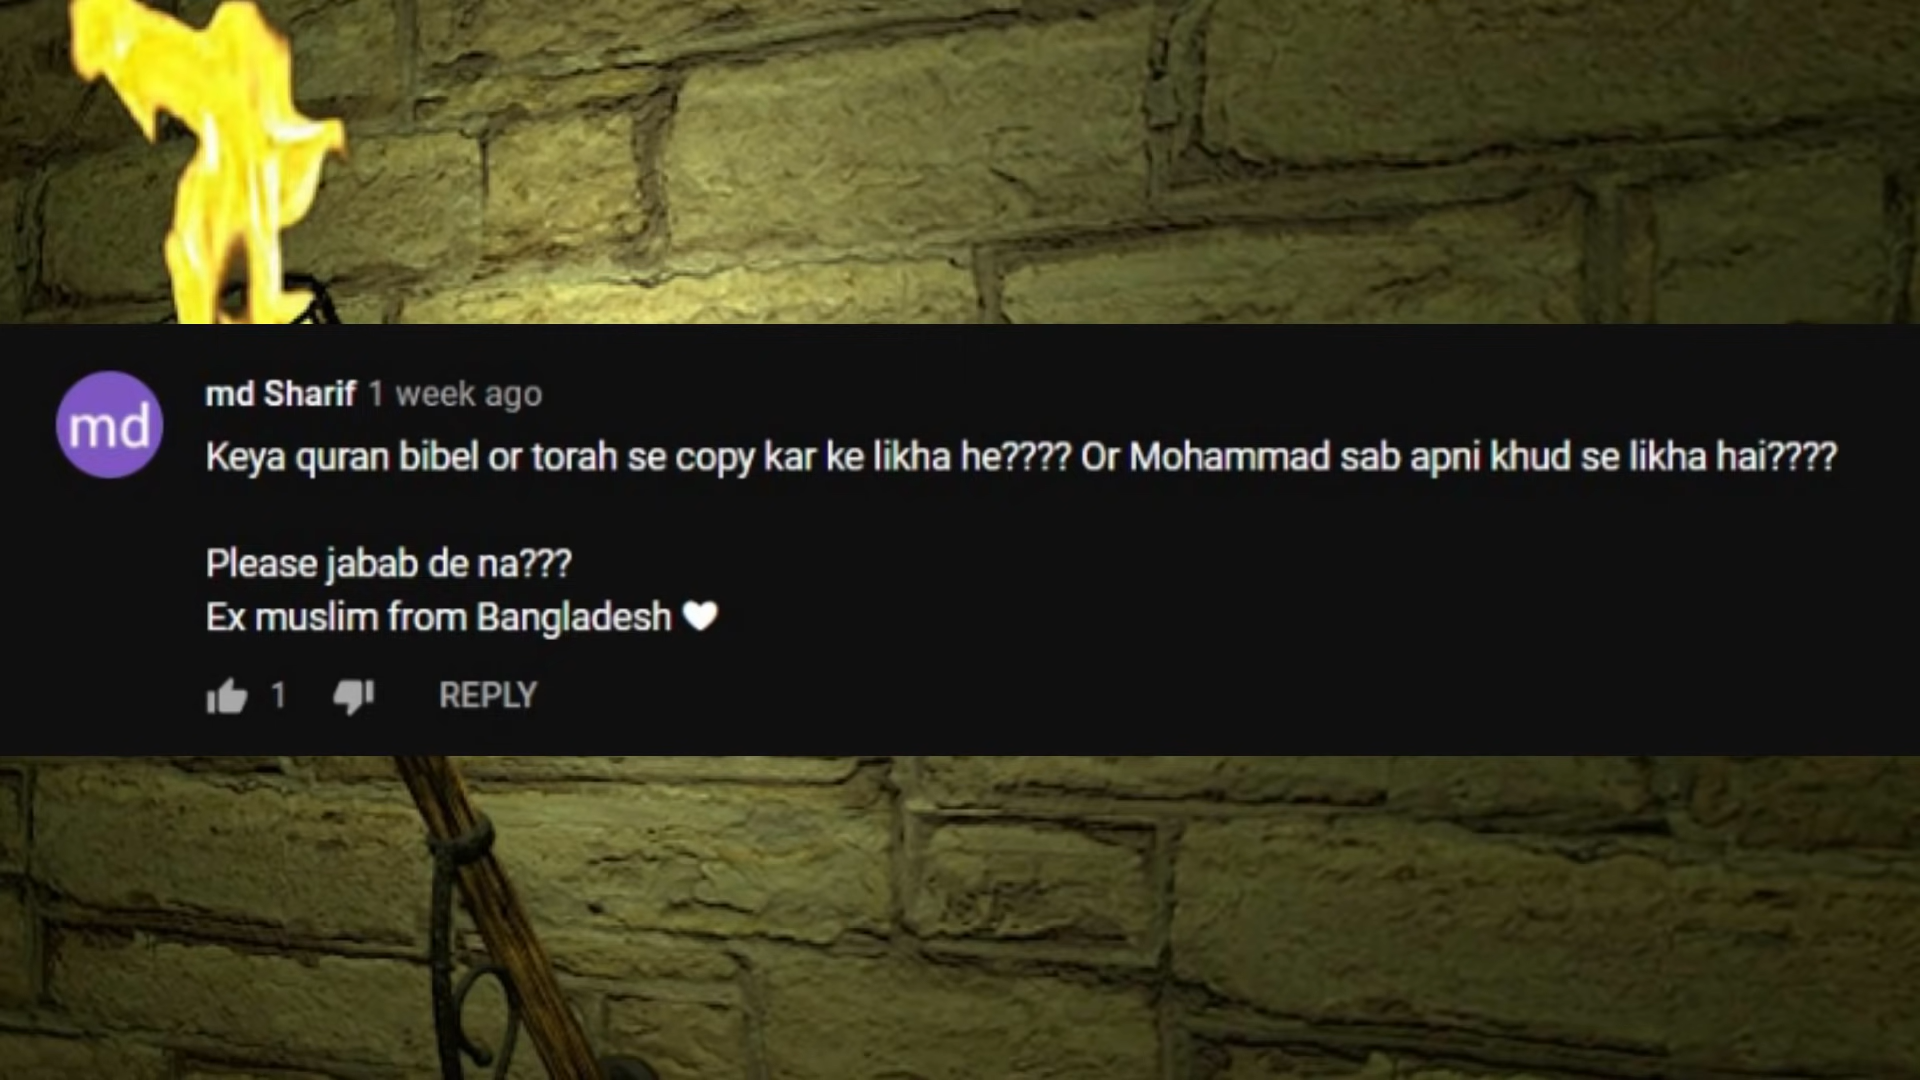 md
md Sharif 1 week ago
Keya quran bibel or torah se copy kar ke likha he???? Or Mohammad sab apni khud se likha hai????
Please jabab de na???
Ex muslim from Bangladesh 🤍
1 REPLY